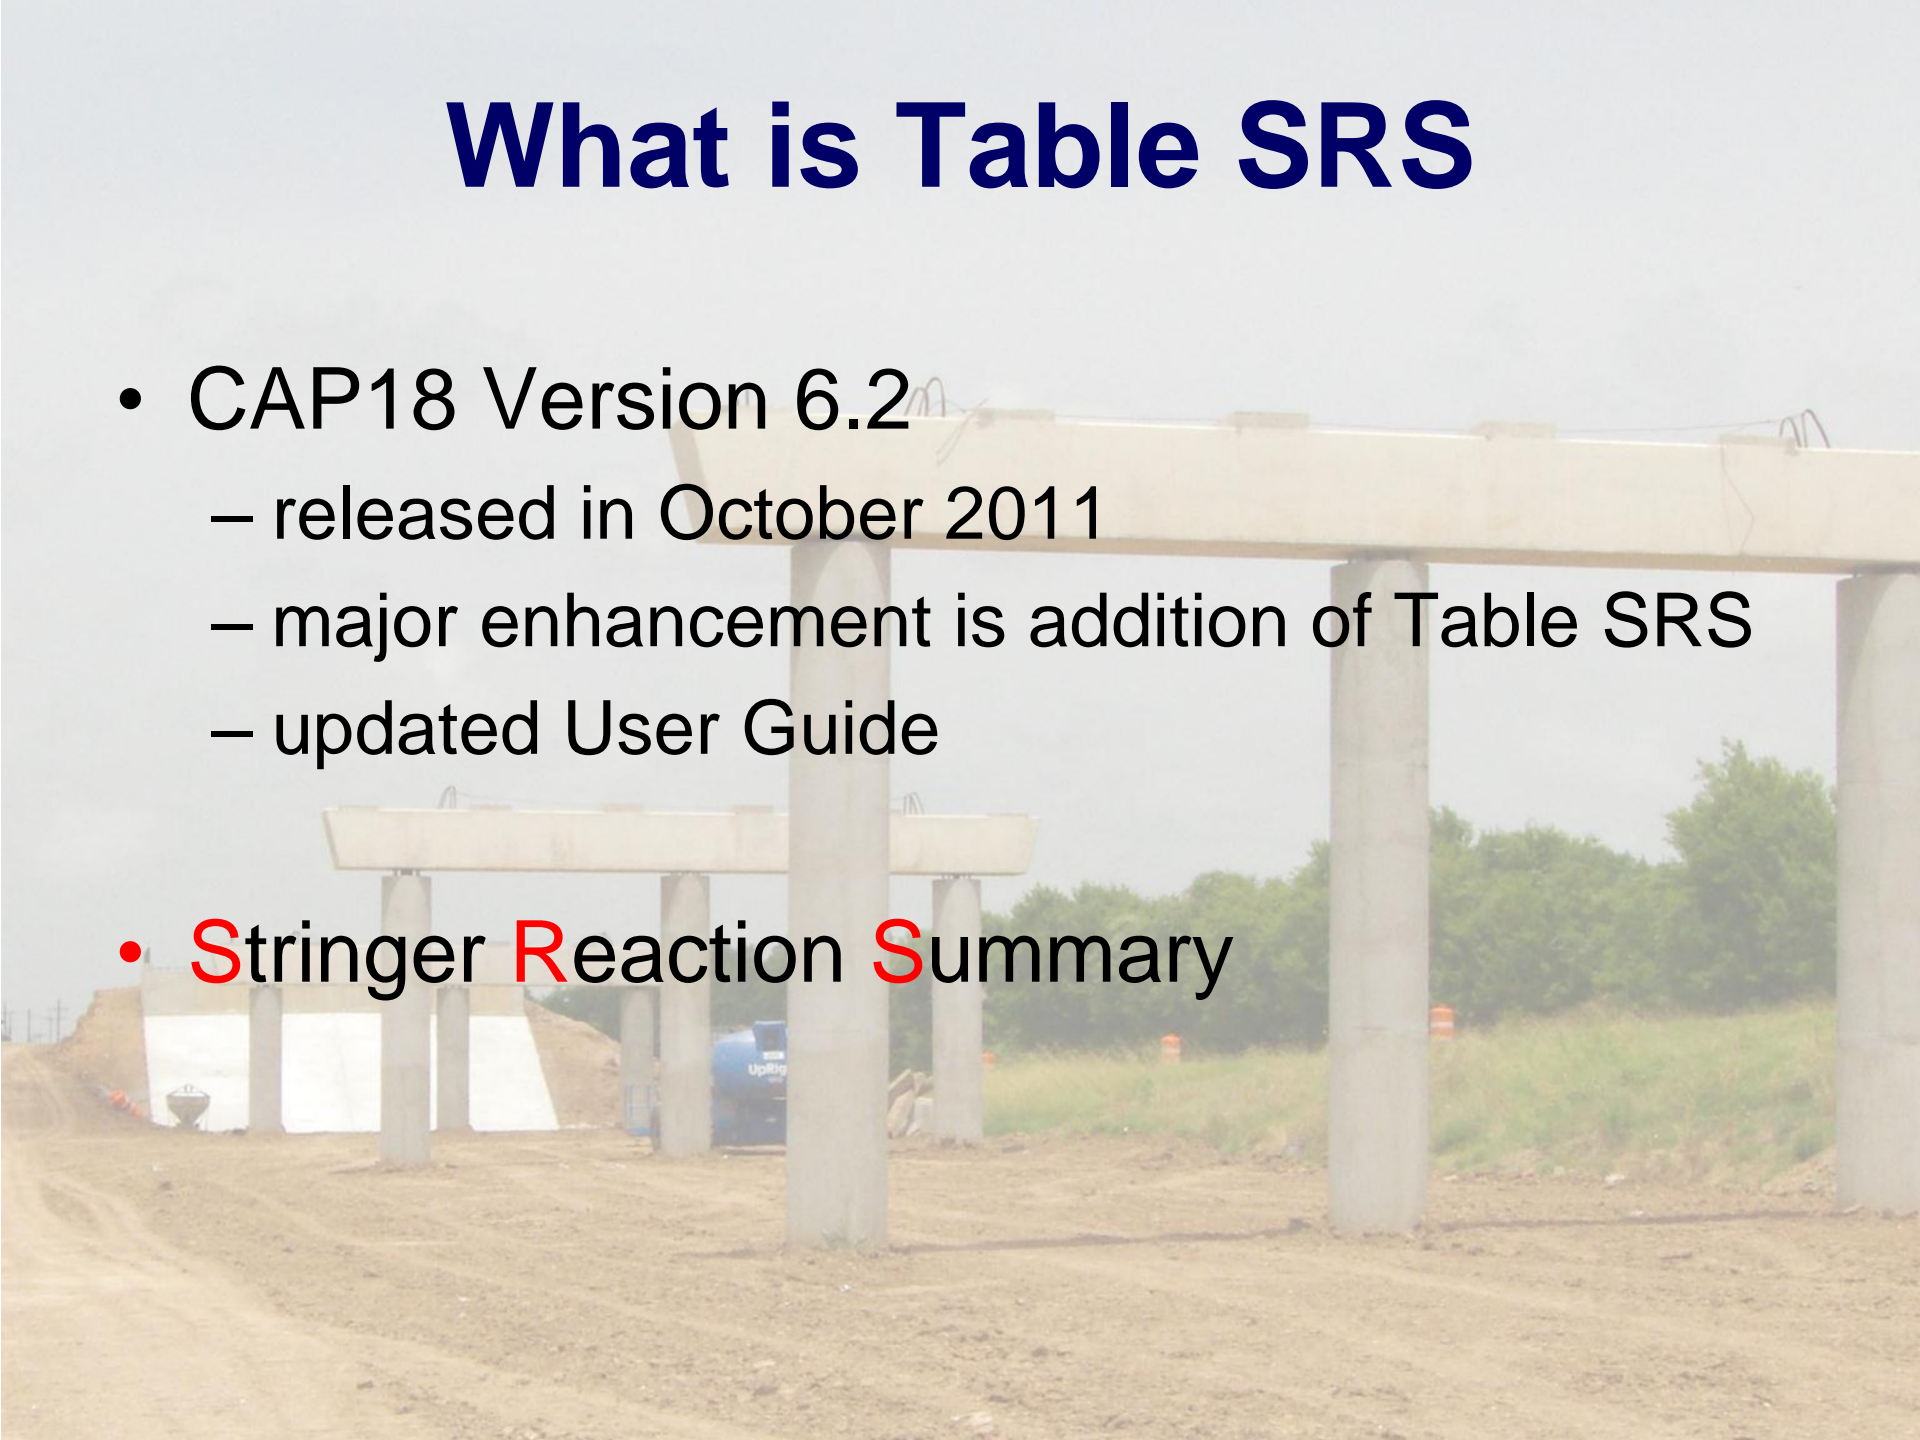 What is Table SRS
• CAP18 Version 6.2
– released in October 2011
– major enhancement is addition of Table SRS
– updated User Guide
• Stringer Reaction Summary